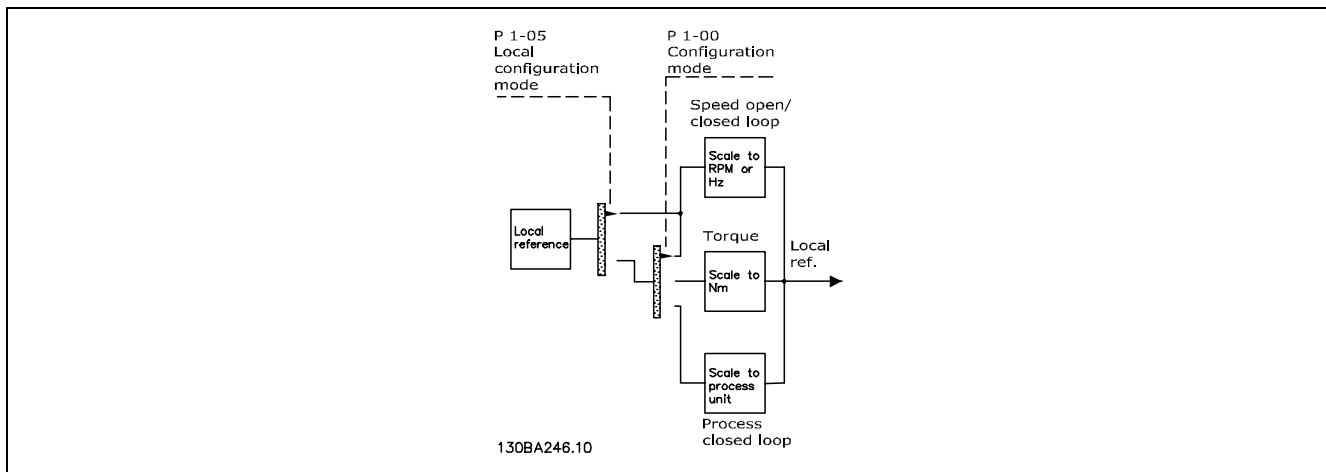 P 1-05
Local
configuration
mode
P 1-00
Configuration
mode
Speed open/
closed loop
Scale to
RPM or
Hz
Local
reference
Torque
Scale to
Nm
Local
ref.
Scale to
process
unit
Process
closed loop
130BA246.10